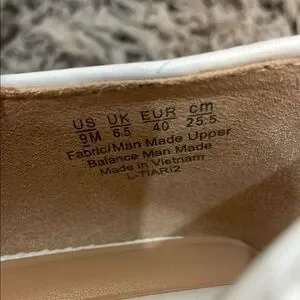 US UK EUR cm
9M 6.5 40 25.5
Fabric/Man Made Upper
Balance Man Made
Made in Vietnam
L-TIARI2